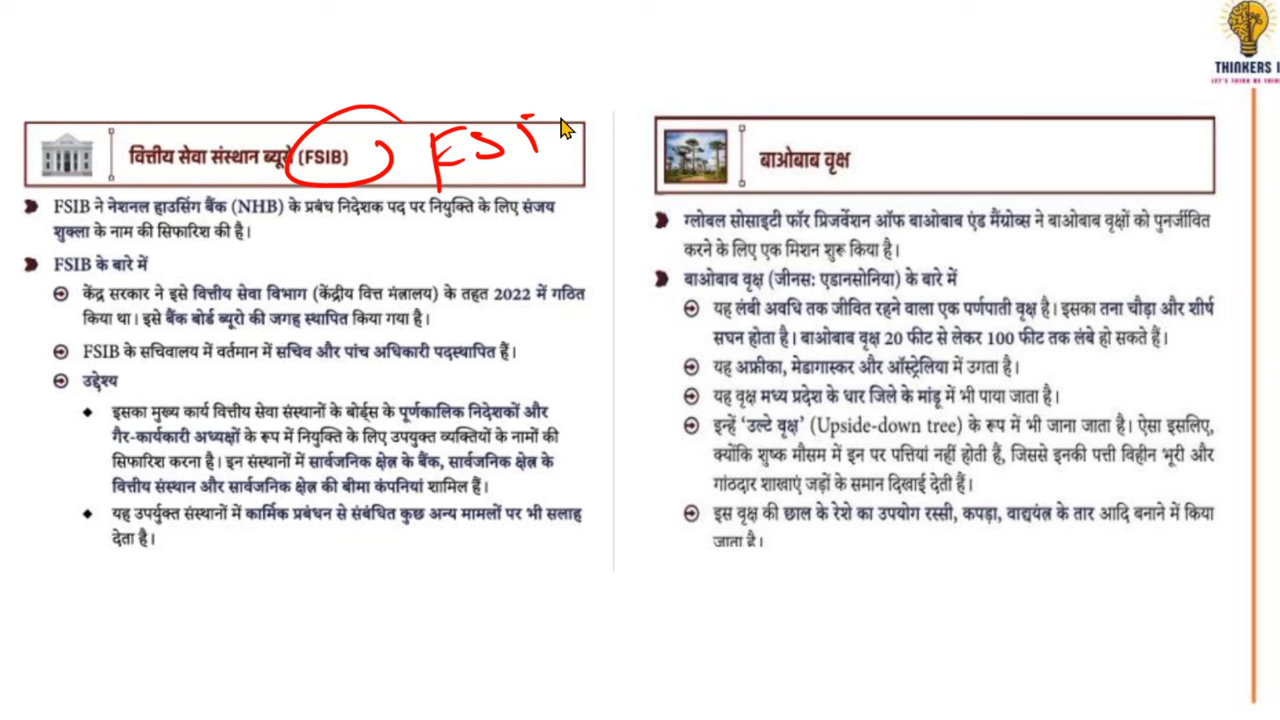 THINKERS I
LET'S THINK BE THIN
वित्तीय सेवा संस्थान ब्यूरो (FSIB)
FSi
FSIB ने नेशनल हाउसिंग बैंक (NHB) के प्रबंध निदेशक पद पर नियुक्ति के लिए संजय
शुक्ला के नाम की सिफारिश की है।
FSIB के बारे में
केंद्र सरकार ने इसे वित्तीय सेवा विभाग (केंद्रीय वित्त मंत्रालय) के तहत 2022 में गठित
किया था। इसे बैंक बोर्ड ब्यूरो की जगह स्थापित किया गया है।
FSIB के सचिवालय में वर्तमान में सचिव और पांच अधिकारी पदस्थापित हैं।
उद्देश्य
इसका मुख्य कार्य वित्तीय सेवा संस्थानों के बोर्ड्स के पूर्णकालिक निदेशकों और
गैर-कार्यकारी अध्यक्षों के रूप में नियुक्ति के लिए उपयुक्त व्यक्तियों के नामों की
सिफारिश करना है। इन संस्थानों में सार्वजनिक क्षेत्र के बैंक, सार्वजनिक क्षेत्र के
वित्तीय संस्थान और सार्वजनिक क्षेत्र की बीमा कंपनियां शामिल हैं।
यह उपर्युक्त संस्थानों में कार्मिक प्रबंधन से संबंधित कुछ अन्य मामलों पर भी सलाह
देता है।
बाओबाब वृक्ष
ग्लोबल सोसाइटी फॉर प्रिजर्वेशन ऑफ बाओबाब एंड मैंग्रोव्स ने बाओबाब वृक्षों को पुनर्जीवित
करने के लिए एक मिशन शुरू किया है।
बाओबाब वृक्ष (जीनस: एडानसोनिया) के बारे में
यह लंबी अवधि तक जीवित रहने वाला एक पर्णपाती वृक्ष है। इसका तना चौड़ा और शीर्ष
सघन होता है। बाओबाब वृक्ष 20 फीट से लेकर 100 फीट तक लंबे हो सकते हैं।
यह अफ्रीका, मेडागास्कर और ऑस्ट्रेलिया में उगता है।
यह वृक्ष मध्य प्रदेश के धार जिले के मांडू में भी पाया जाता है।
इन्हें ‘उल्टे वृक्ष’ (Upside-down tree) के रूप में भी जाना जाता है। ऐसा इसलिए,
क्योंकि शुष्क मौसम में इन पर पत्तियां नहीं होती हैं, जिससे इनकी पत्ती विहीन भूरी और
गांठदार शाखाएं जड़ों के समान दिखाई देती हैं।
इस वृक्ष की छाल के रेशे का उपयोग रस्सी, कपड़ा, वाद्ययंत्र के तार आदि बनाने में किया
जाता है।